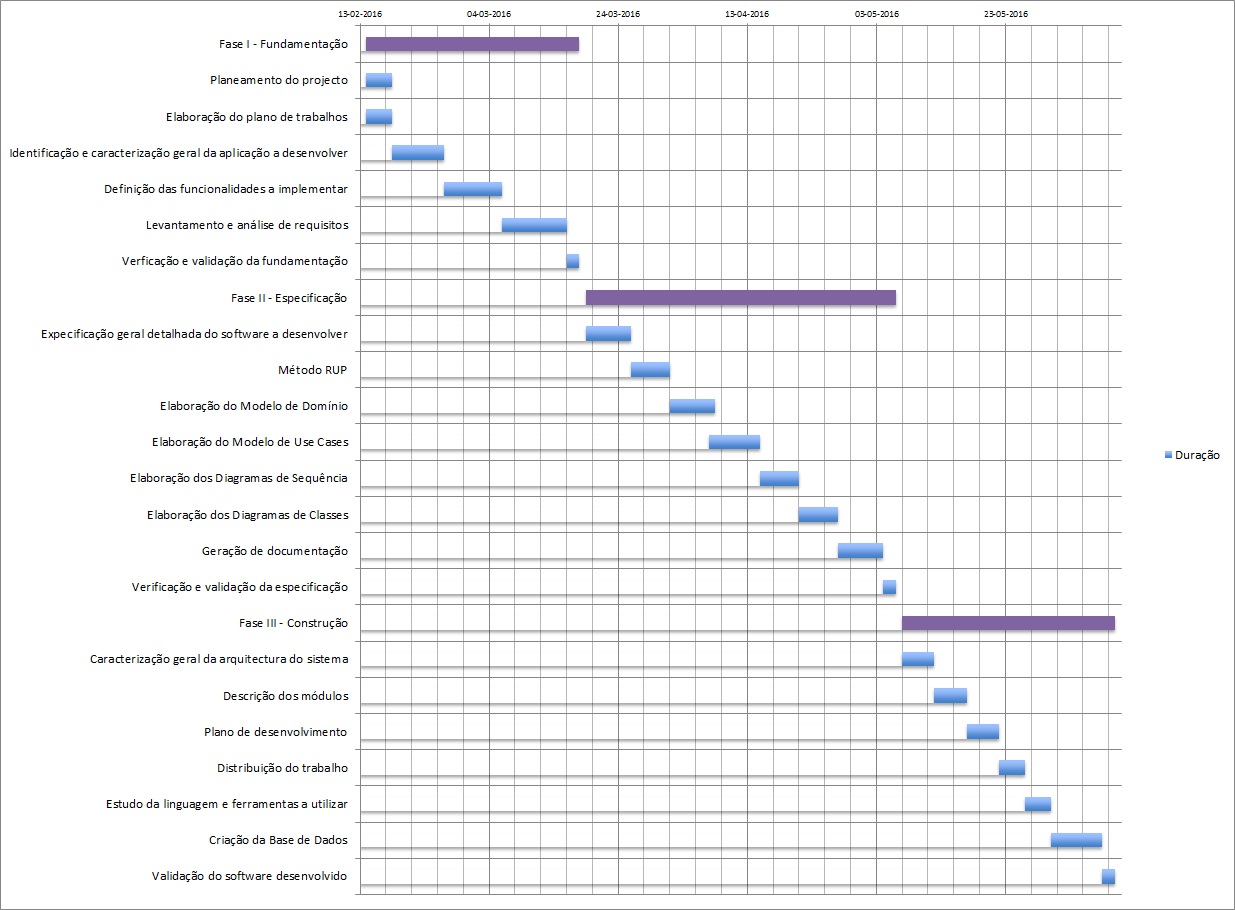 13-02-2016 04-03-2016 24-03-2016 13-04-2016 03-05-2016 23-05-2016
Fase I - Fundamentação
Planeamento do projecto
Elaboração do plano de trabalhos
Identificação e caracterização geral da aplicação a desenvolver
Definição das funcionalidades a implementar
Levantamento e análise de requisitos
Verficação e validação da fundamentação
Fase II - Especificação
Expecificação geral detalhada do software a desenvolver
Método RUP
Elaboração do Modelo de Domínio
Elaboração do Modelo de Use Cases
Duração
Elaboração dos Diagramas de Sequência
Elaboração dos Diagramas de Classes
Geração de documentação
Verificação e validação da especificação
Fase III - Construção
Caracterização geral da arquitectura do sistema
Descrição dos módulos
Plano de desenvolvimento
Distribuição do trabalho
Estudo da linguagem e ferramentas a utilizar
Criação da Base de Dados
Validação do software desenvolvido